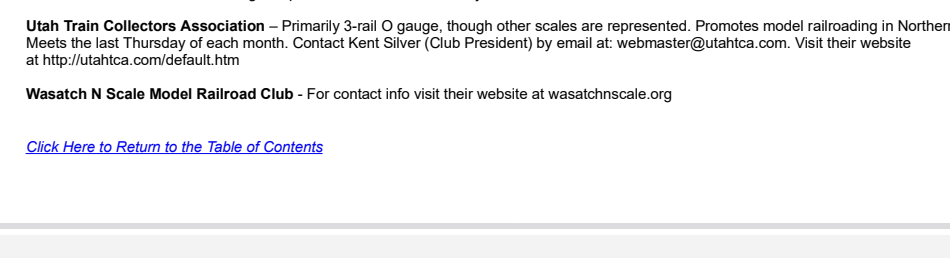 Utah Train Collectors Association – Primarily 3-rail O gauge, though other scales are represented. Promotes model railroading in Northern
Meets the last Thursday of each month. Contact Kent Silver (Club President) by email at: webmaster@utahtca.com. Visit their website
at http://utahtca.com/default.htm
Wasatch N Scale Model Railroad Club - For contact info visit their website at wasatchnscale.org
Click Here to Return to the Table of Contents